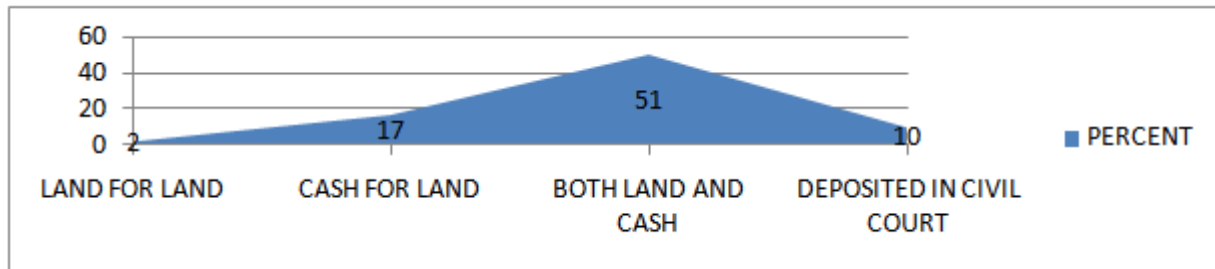 60
40
20
0
2
17
51
10
PERCENT
LAND FOR LAND
CASH FOR LAND
BOTH LAND AND
CASH
DEPOSITED IN CIVIL
COURT